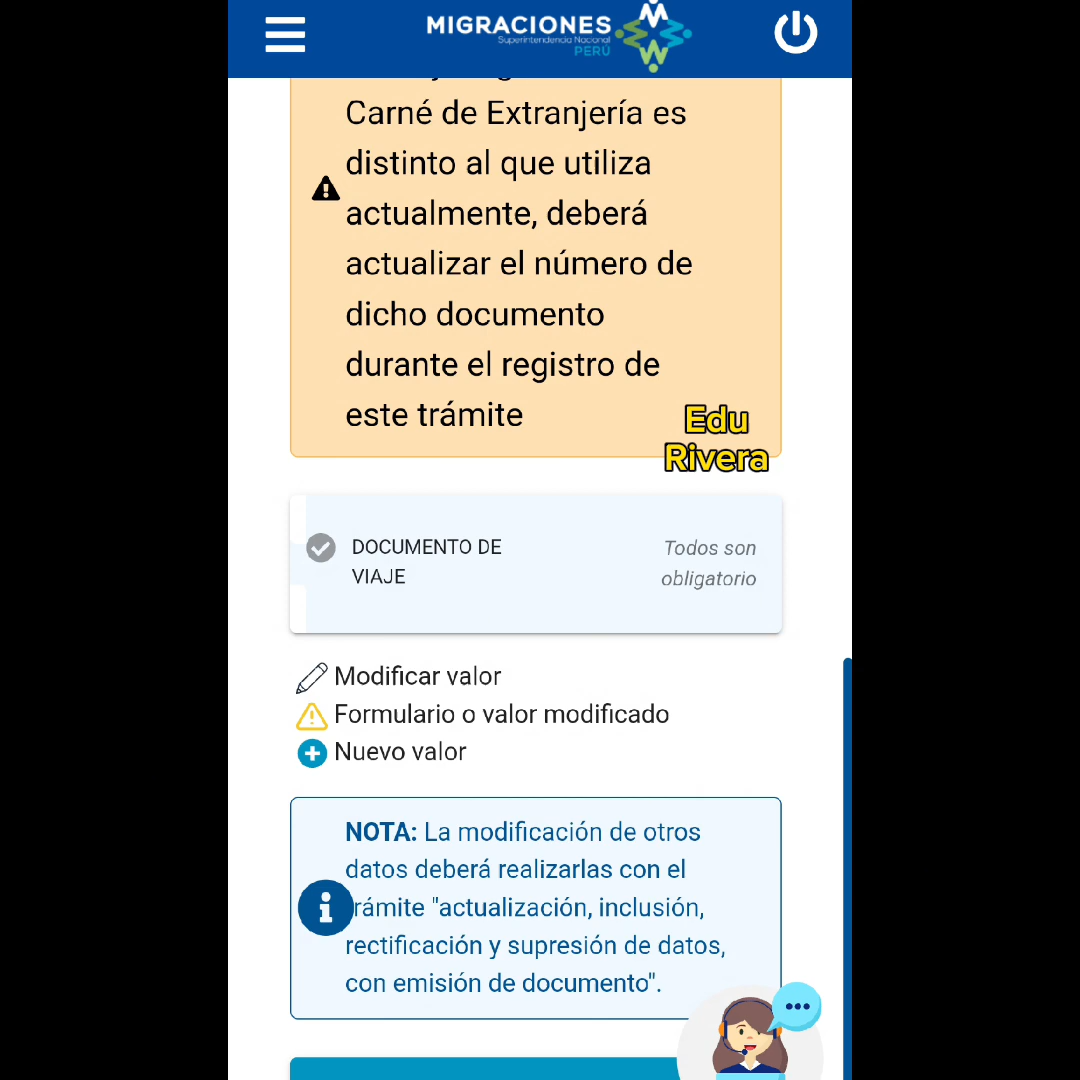 MIGRACIONES
Superintendencia Nacional
PERÚ
Carné de Extranjería es
distinto al que utiliza
actualmente, deberá
actualizar el número de
dicho documento
durante el registro de
este trámite
Edu
Rivera
DOCUMENTO DE
VIAJE
Todos son
obligatorio
Modificar valor
Formulario o valor modificado
Nuevo valor
NOTA: La modificación de otros
datos deberá realizarlas con el
trámite "actualización, inclusión,
rectificación y supresión de datos,
con emisión de documento".